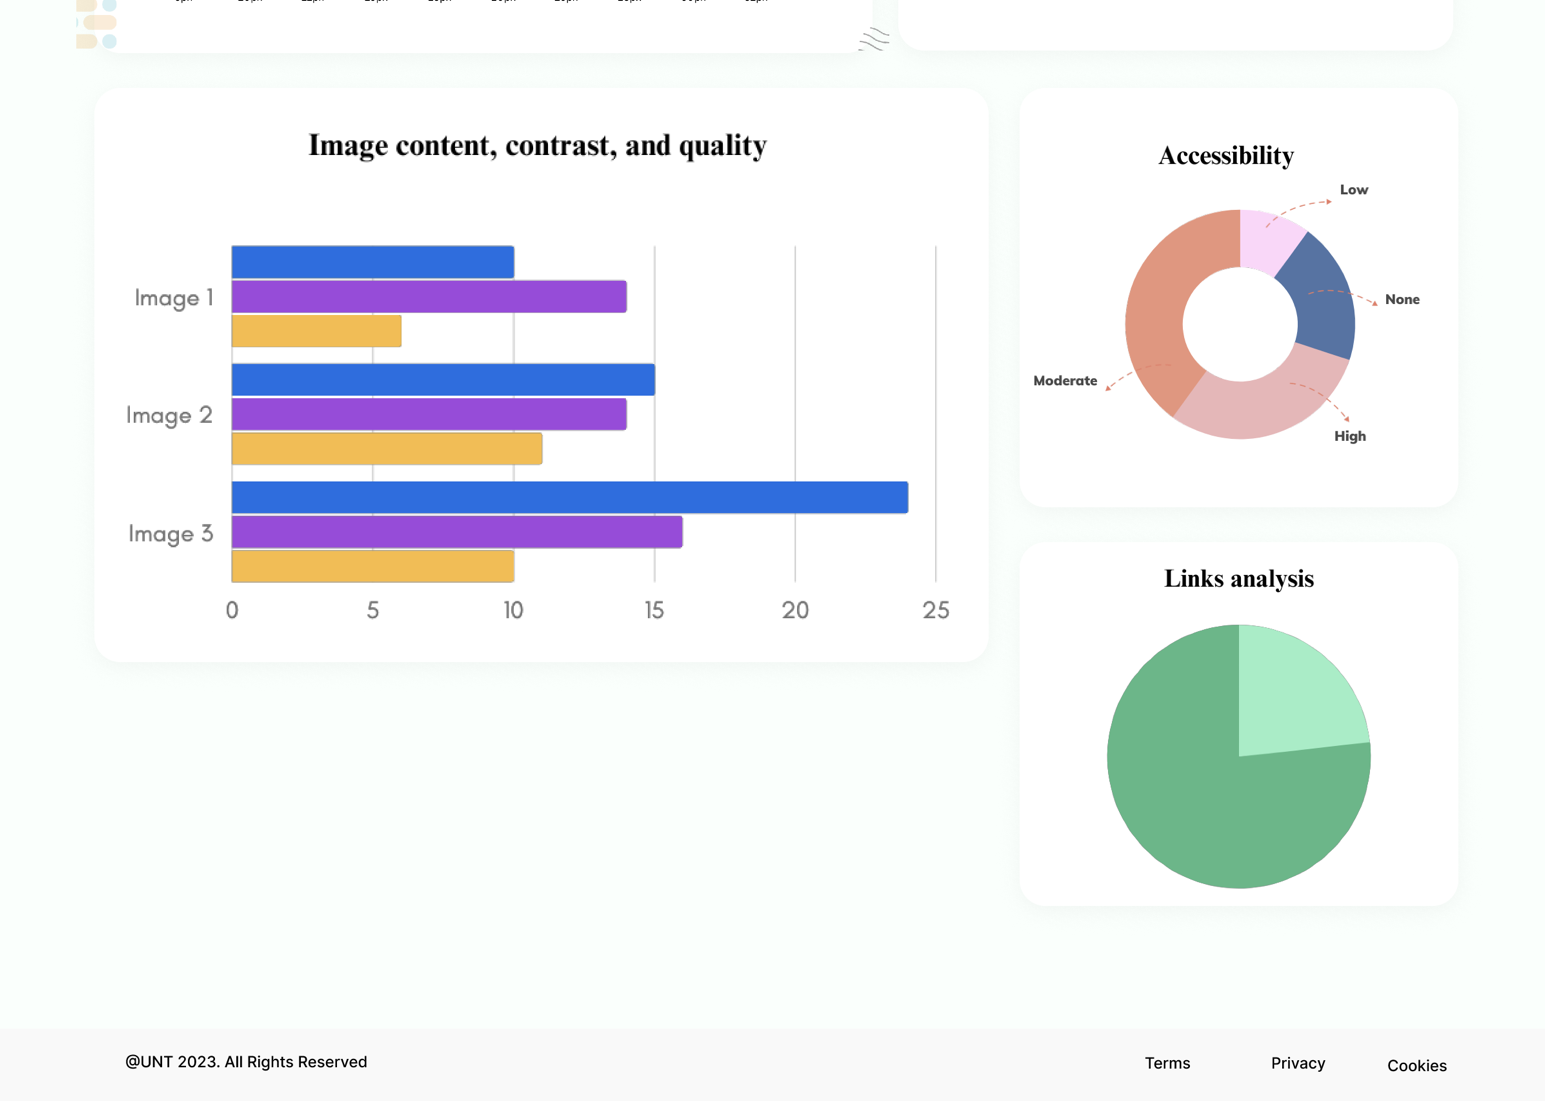 Image content, contrast, and quality
Image 1
Image 2
Image 3
0 5 10 15 20 25
Accessibility
Low
None
Moderate
High
Links analysis
@UNT 2023. All Rights Reserved
Terms Privacy Cookies